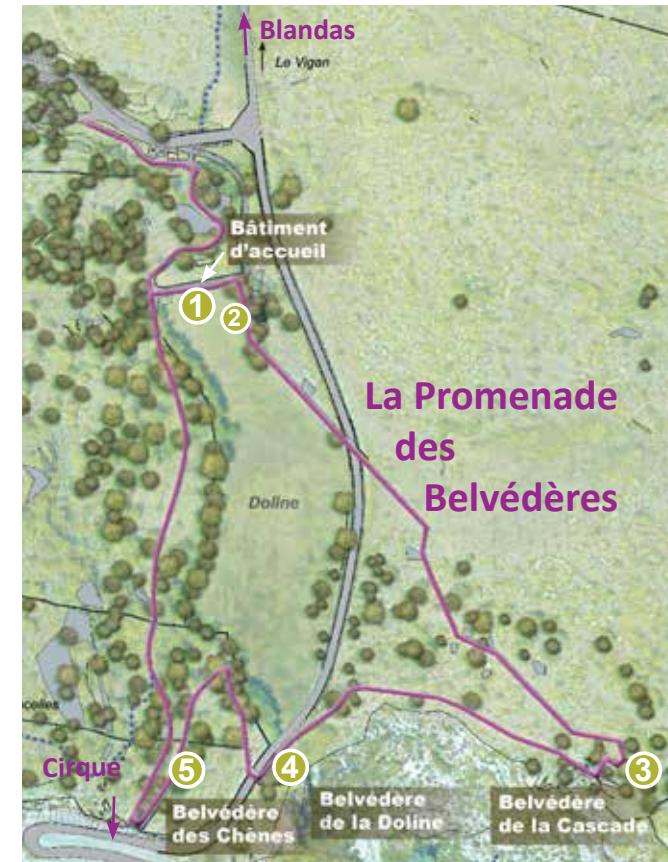 Blandas
Le Vigan
Bâtiment
d'accueil
1
2
La Promenade
des
Belvédères
Doline
Cirque
5
4
3
Belvédère
des Chênes
Belvédère
de la Doline
Belvédère
de la Cascade